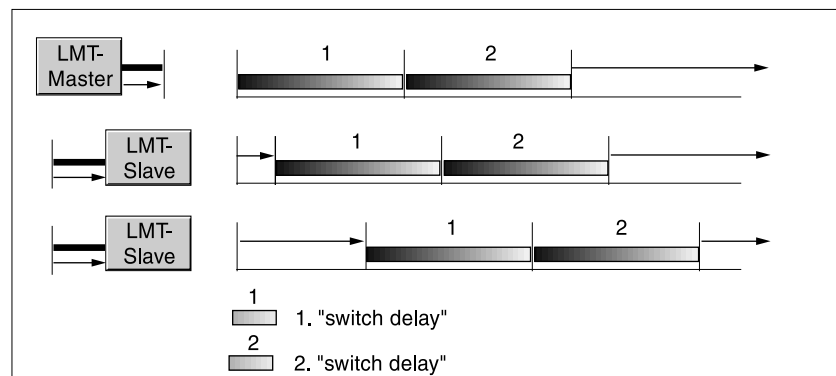 LMT-
Master
1 2
LMT-
Slave
1 2
LMT-
Slave
1 2
1
1. "switch delay"
2
2. "switch delay"